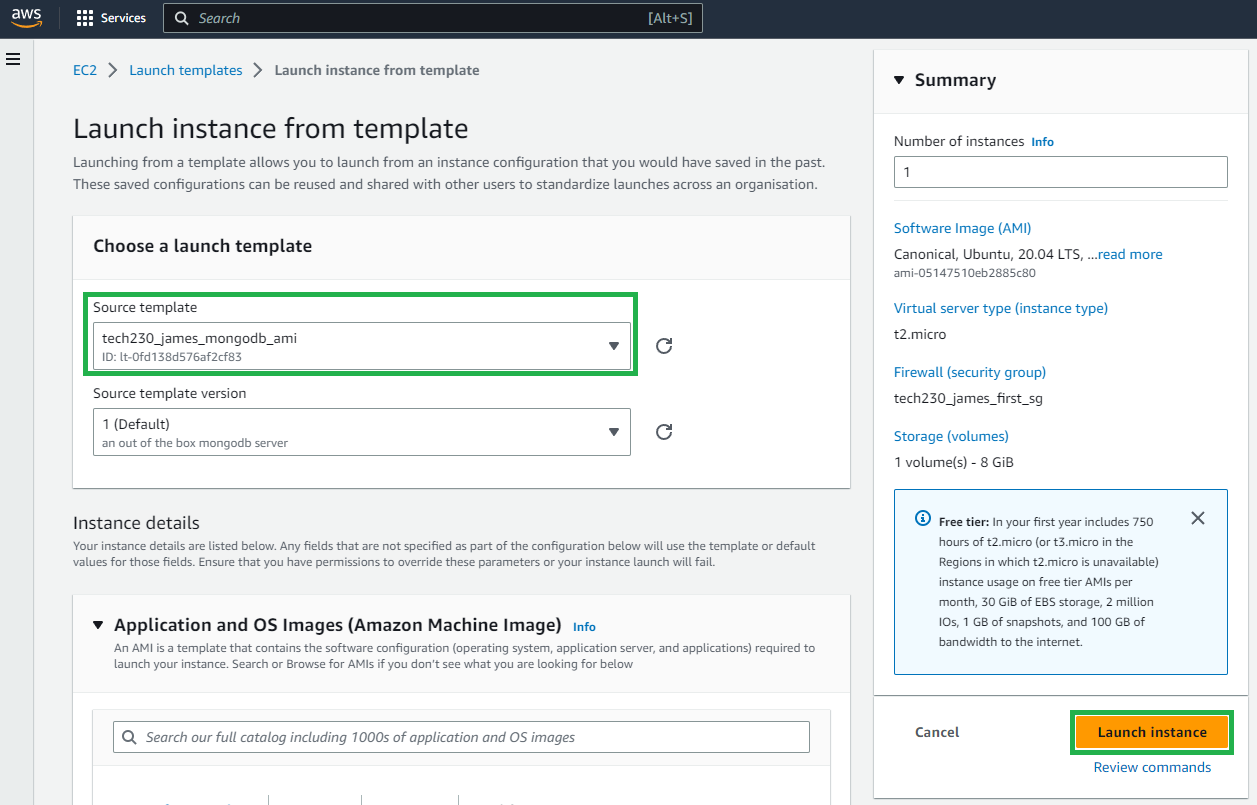 aws
Services
Search
[Alt+S]
EC2 > Launch templates > Launch instance from template
Launch instance from template
Launching from a template allows you to launch from an instance configuration that you would have saved in the past.
These saved configurations can be reused and shared with other users to standardize launches across an organisation.
Choose a launch template
Source template
tech230_james_mongodb_ami
ID: lt-0fd138d576af2cf83
Source template version
1 (Default)
an out of the box mongodb server
Instance details
Your instance details are listed below. Any fields that are not specified as part of the configuration below will use the template or default
values for those fields. Ensure that you have permissions to override these parameters or your instance launch will fail.
Application and OS Images (Amazon Machine Image) Info
An AMI is a template that contains the software configuration (operating system, application server, and applications) required to
launch your instance. Search or Browse for AMIs if you don't see what you are looking for below
Search our full catalog including 1000s of application and OS images
Summary
Number of instances Info
1
Software Image (AMI)
Canonical, Ubuntu, 20.04 LTS, ...read more
ami-05147510eb2885c80
Virtual server type (instance type)
t2.micro
Firewall (security group)
tech230_james_first_sg
Storage (volumes)
1 volume(s) - 8 GiB
Free tier: In your first year includes 750
hours of t2.micro (or t3.micro in the
Regions in which t2.micro is unavailable)
instance usage on free tier AMIs per
month, 30 GiB of EBS storage, 2 million
IOs, 1 GB of snapshots, and 100 GB of
bandwidth to the internet.
Cancel
Launch instance
Review commands